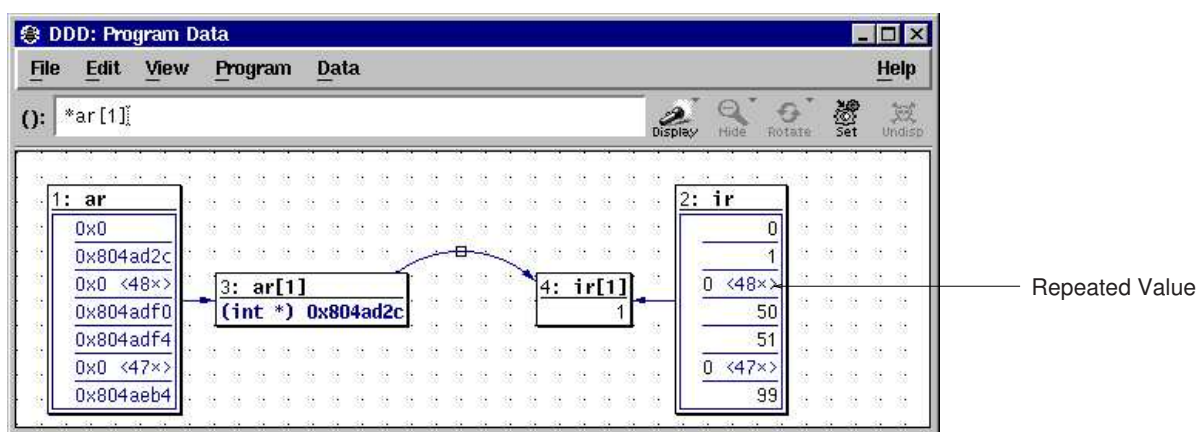 DDD: Program Data
File Edit View Program Data Help
(): *ar[1]
Display Hide Rotate Set Undisp
1: ar
0x0
0x804ad2c
0x0 <48×>
0x804adf0
0x804adf4
0x0 <47×>
0x804aeb4
3: ar[1]
(int *) 0x804ad2c
4: ir[1]
1
2: ir
0
1
0 <48×>
50
51
0 <47×>
99
Repeated Value